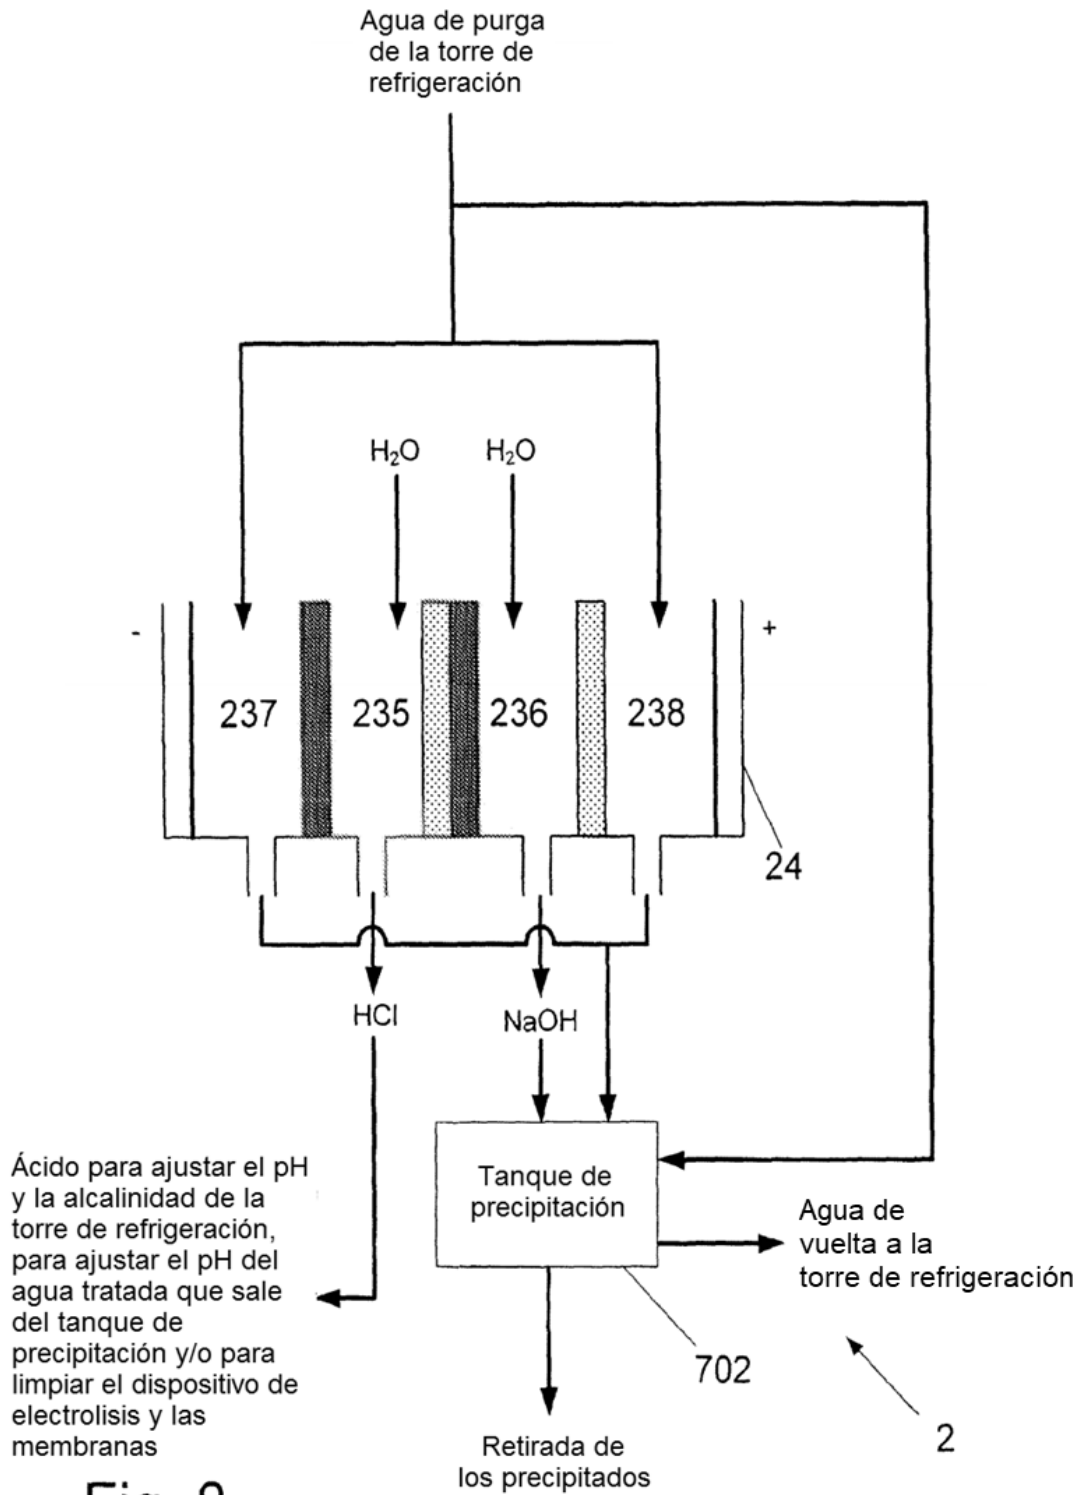 Agua de purga
de la torre de
refrigeración
H₂O
H₂O
-
+
237
235
236
238
24
HCl
NaOH
Ácido para ajustar el pH
y la alcalinidad de la
torre de refrigeración,
para ajustar el pH del
agua tratada que sale
del tanque de
precipitación y/o para
limpiar el dispositivo de
electrolisis y las
membranas
Tanque de
precipitación
Agua de
vuelta a la
torre de refrigeración
702
2
Retirada de
los precipitados